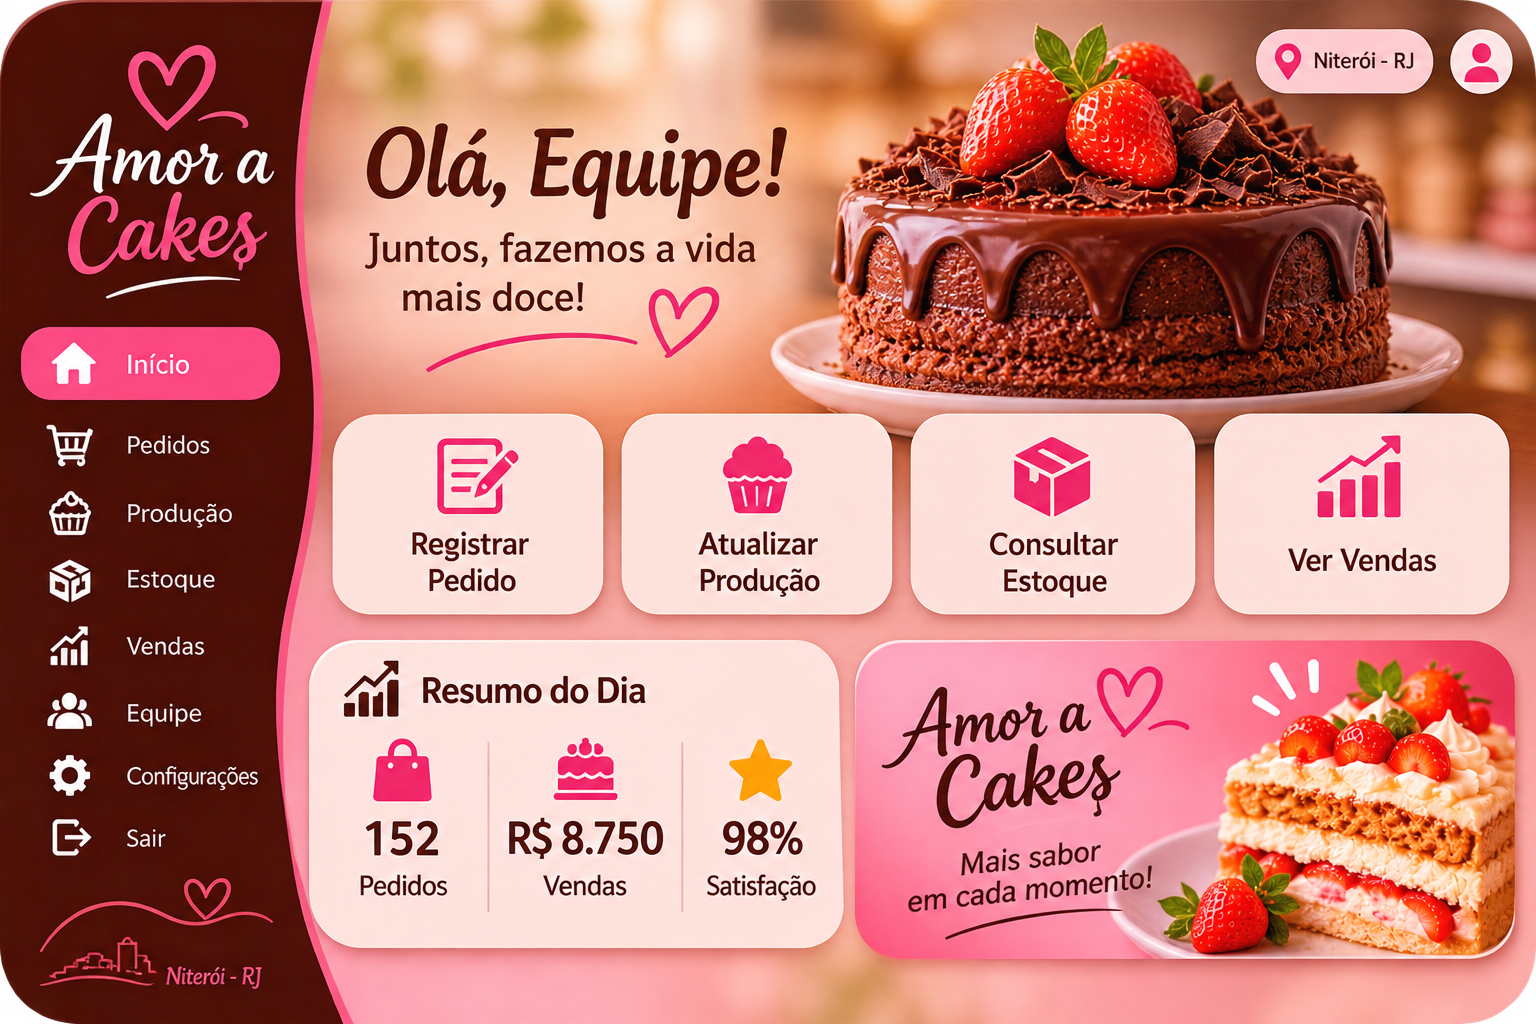 Amor a
Cakes
Início
Pedidos
Produção
Estoque
Vendas
Equipe
Configurações
Sair
Niterói - RJ
Niterói - RJ
Olá, Equipe!
Juntos, fazemos a vida
mais doce!
Registrar
Pedido
Atualizar
Produção
Consultar
Estoque
Ver Vendas
Resumo do Dia
152
Pedidos
R$ 8.750
Vendas
98%
Satisfação
Amor a
Cakes
Mais sabor
em cada momento!